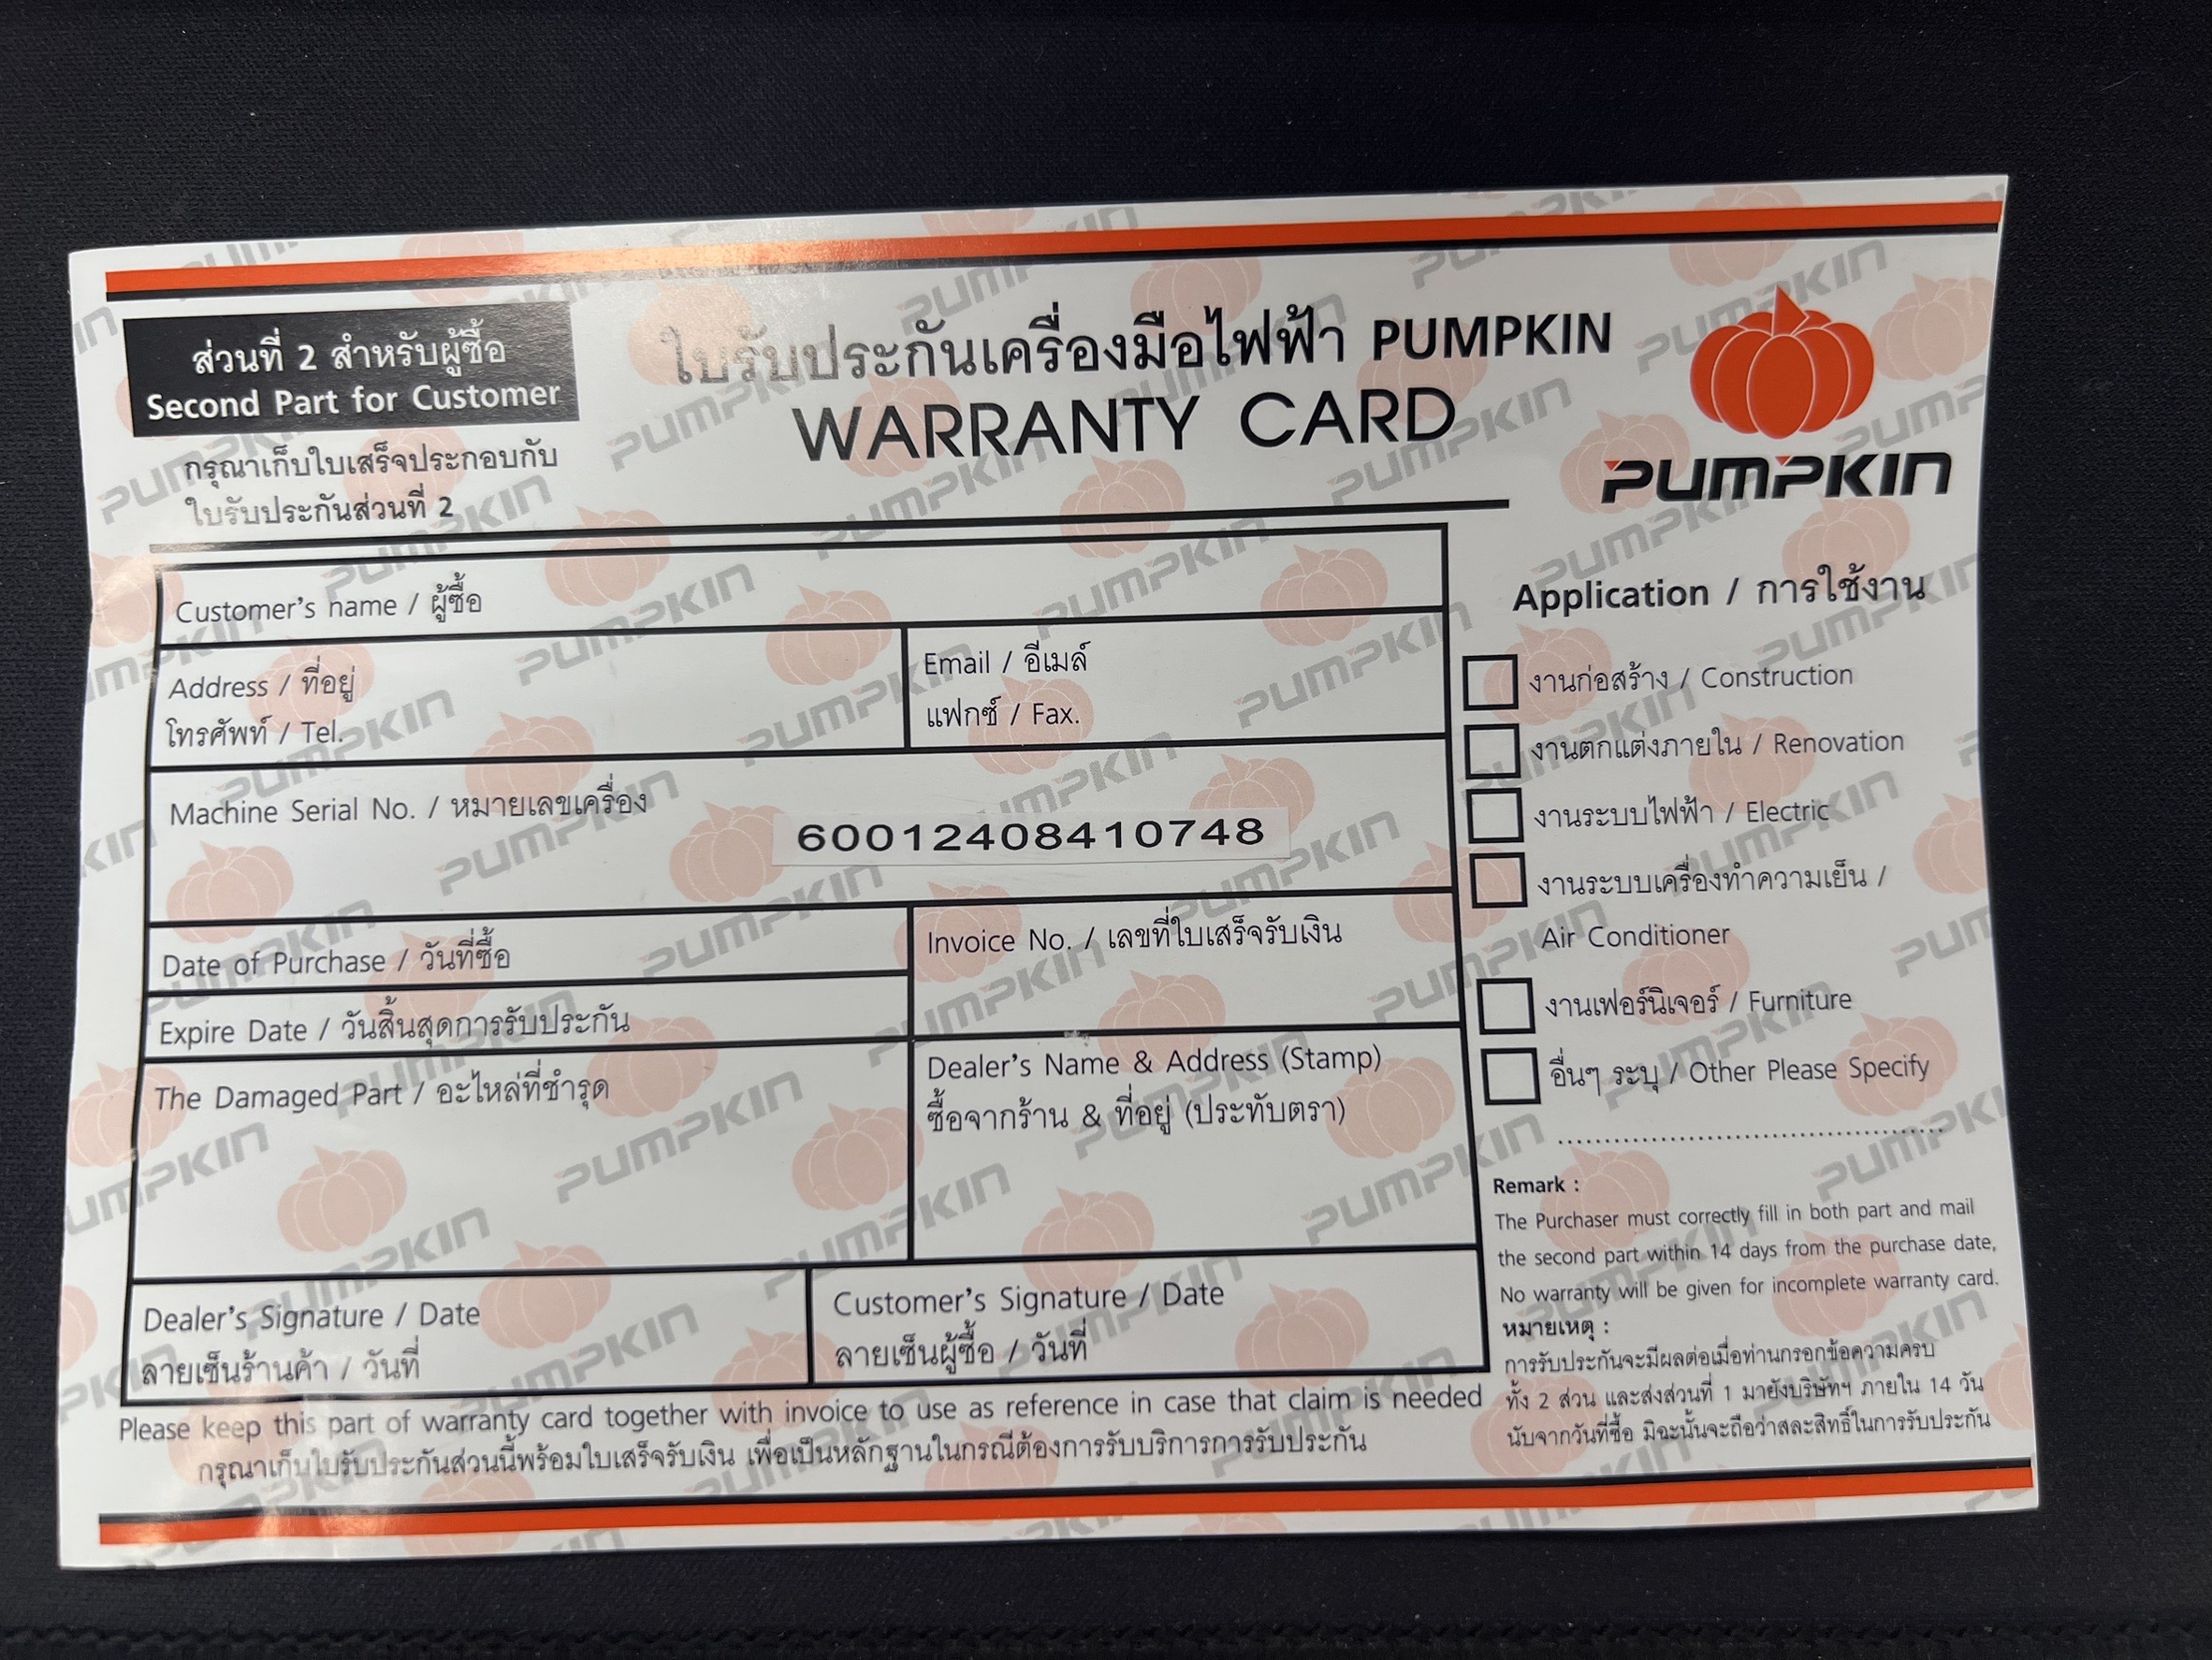 ส่วนที่ 2 สำหรับผู้ซื้อ
Second Part for Customer
กรุณาเก็บใบเสร็จประกอบกับ
ใบรับประกันส่วนที่ 2
ใบรับประกันเครื่องมือไฟฟ้า PUMPKIN
WARRANTY CARD
PUMPKIN
Customer's name / ผู้ซื้อ
Address / ที่อยู่
โทรศัพท์ / Tel.
Email / อีเมล์
แฟกซ์ / Fax.
Machine Serial No. / หมายเลขเครื่อง
60012408410748
Date of Purchase / วันที่ซื้อ
Invoice No. / เลขที่ใบเสร็จรับเงิน
Expire Date / วันสิ้นสุดการรับประกัน
The Damaged Part / อะไหล่ที่ชำรุด
Dealer's Name & Address (Stamp)
ซื้อจากร้าน & ที่อยู่ (ประทับตรา)
Dealer's Signature / Date
ลายเซ็นร้านค้า / วันที่
Customer's Signature / Date
ลายเซ็นผู้ซื้อ / วันที่
Please keep this part of warranty card together with invoice to use as reference in case that claim is needed
กรุณาเก็บใบรับประกันส่วนนี้พร้อมใบเสร็จรับเงิน เพื่อเป็นหลักฐานในกรณีต้องการรับบริการการรับประกัน
Application / การใช้งาน
งานก่อสร้าง / Construction
งานตกแต่งภายใน / Renovation
งานระบบไฟฟ้า / Electric
งานระบบเครื่องทำความเย็น /
Air Conditioner
งานเฟอร์นิเจอร์ / Furniture
อื่นๆ ระบุ / Other Please Specify
Remark :
The Purchaser must correctly fill in both part and mail
the second part within 14 days from the purchase date,
No warranty will be given for incomplete warranty card.
หมายเหตุ :
การรับประกันจะมีผลต่อเมื่อท่านกรอกข้อความครบ
ทั้ง 2 ส่วน และส่งส่วนที่ 1 มายังบริษัทฯ ภายใน 14 วัน
นับจากวันที่ซื้อ มิฉะนั้นจะถือว่าสละสิทธิ์ในการรับประกัน